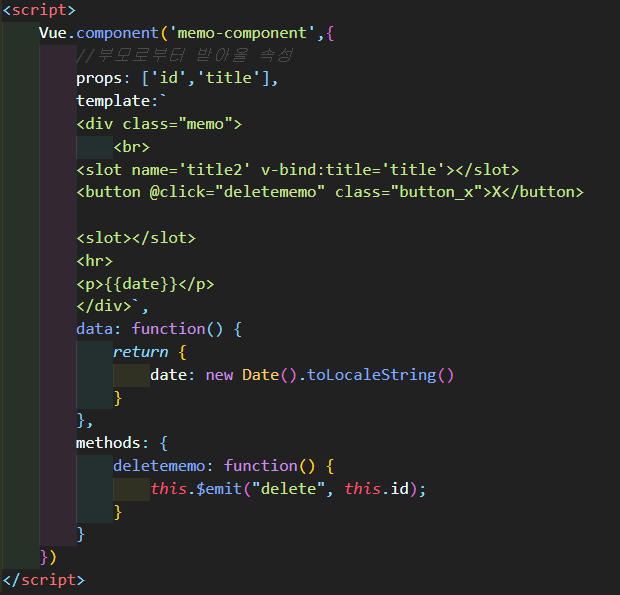 <script>
Vue.component('memo-component',{
//부모로부터 받아올 속성
props: ['id','title'],
template:`
<div class="memo">
<br>
<slot name='title2' v-bind:title='title'></slot>
<button @click="deletememo" class="button_x">X</button>
<slot></slot>
<hr>
<p>{{date}}</p>
</div>`,
data: function() {
return {
date: new Date().toLocaleString()
}
},
methods: {
deletememo: function() {
this.$emit("delete", this.id);
}
}
})
</script>